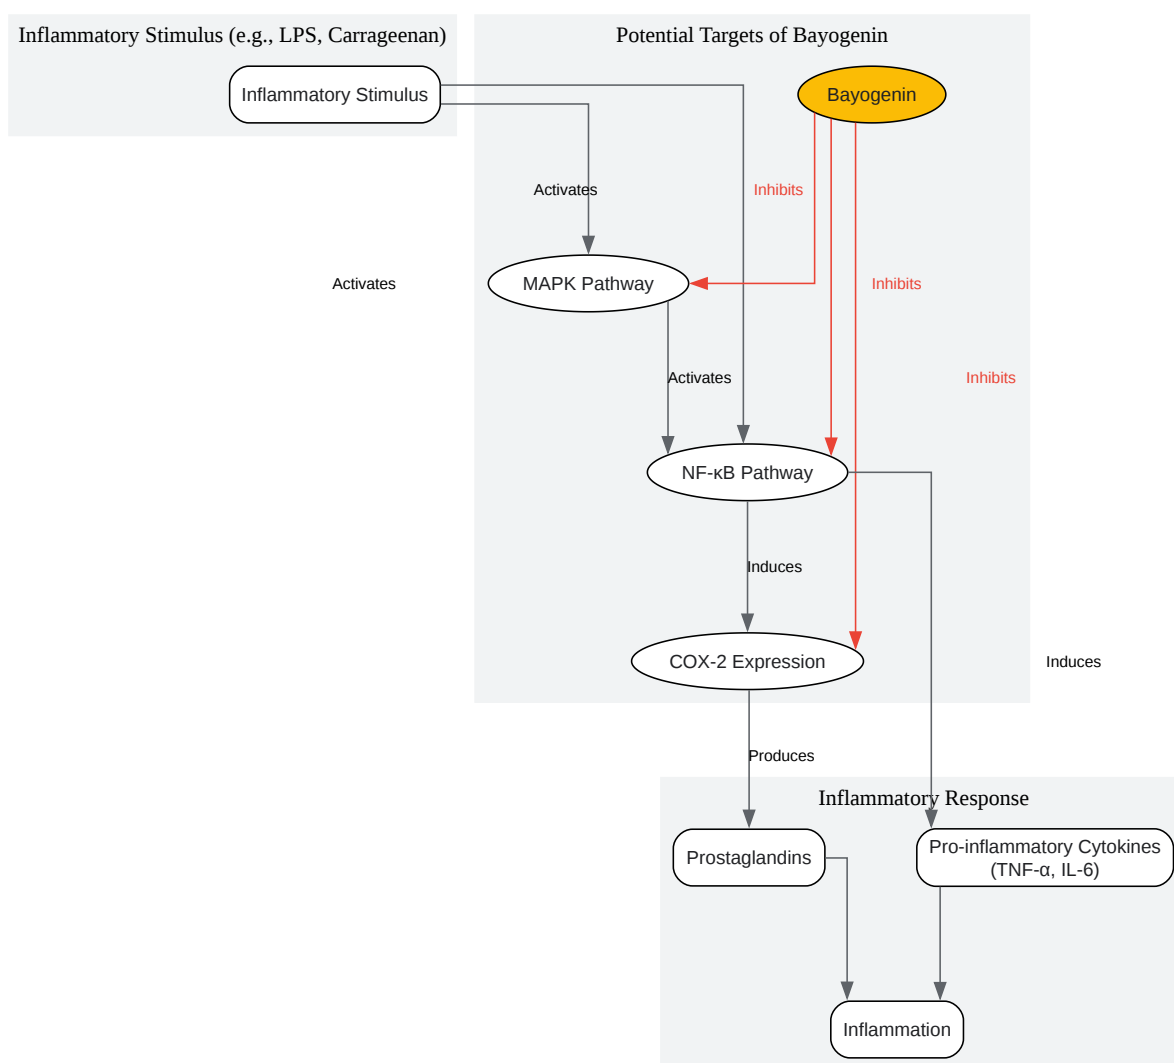 Inflammatory Stimulus (e.g., LPS, Carrageenan)
Potential Targets of Bayogenin
Inflammatory Stimulus
Bayogenin
Activates
Inhibits
Activates
MAPK Pathway
Inhibits
Activates
Inhibits
NF-κB Pathway
Induces
COX-2 Expression
Induces
Produces
Inflammatory Response
Prostaglandins
Pro-inflammatory Cytokines
(TNF-α, IL-6)
Inflammation